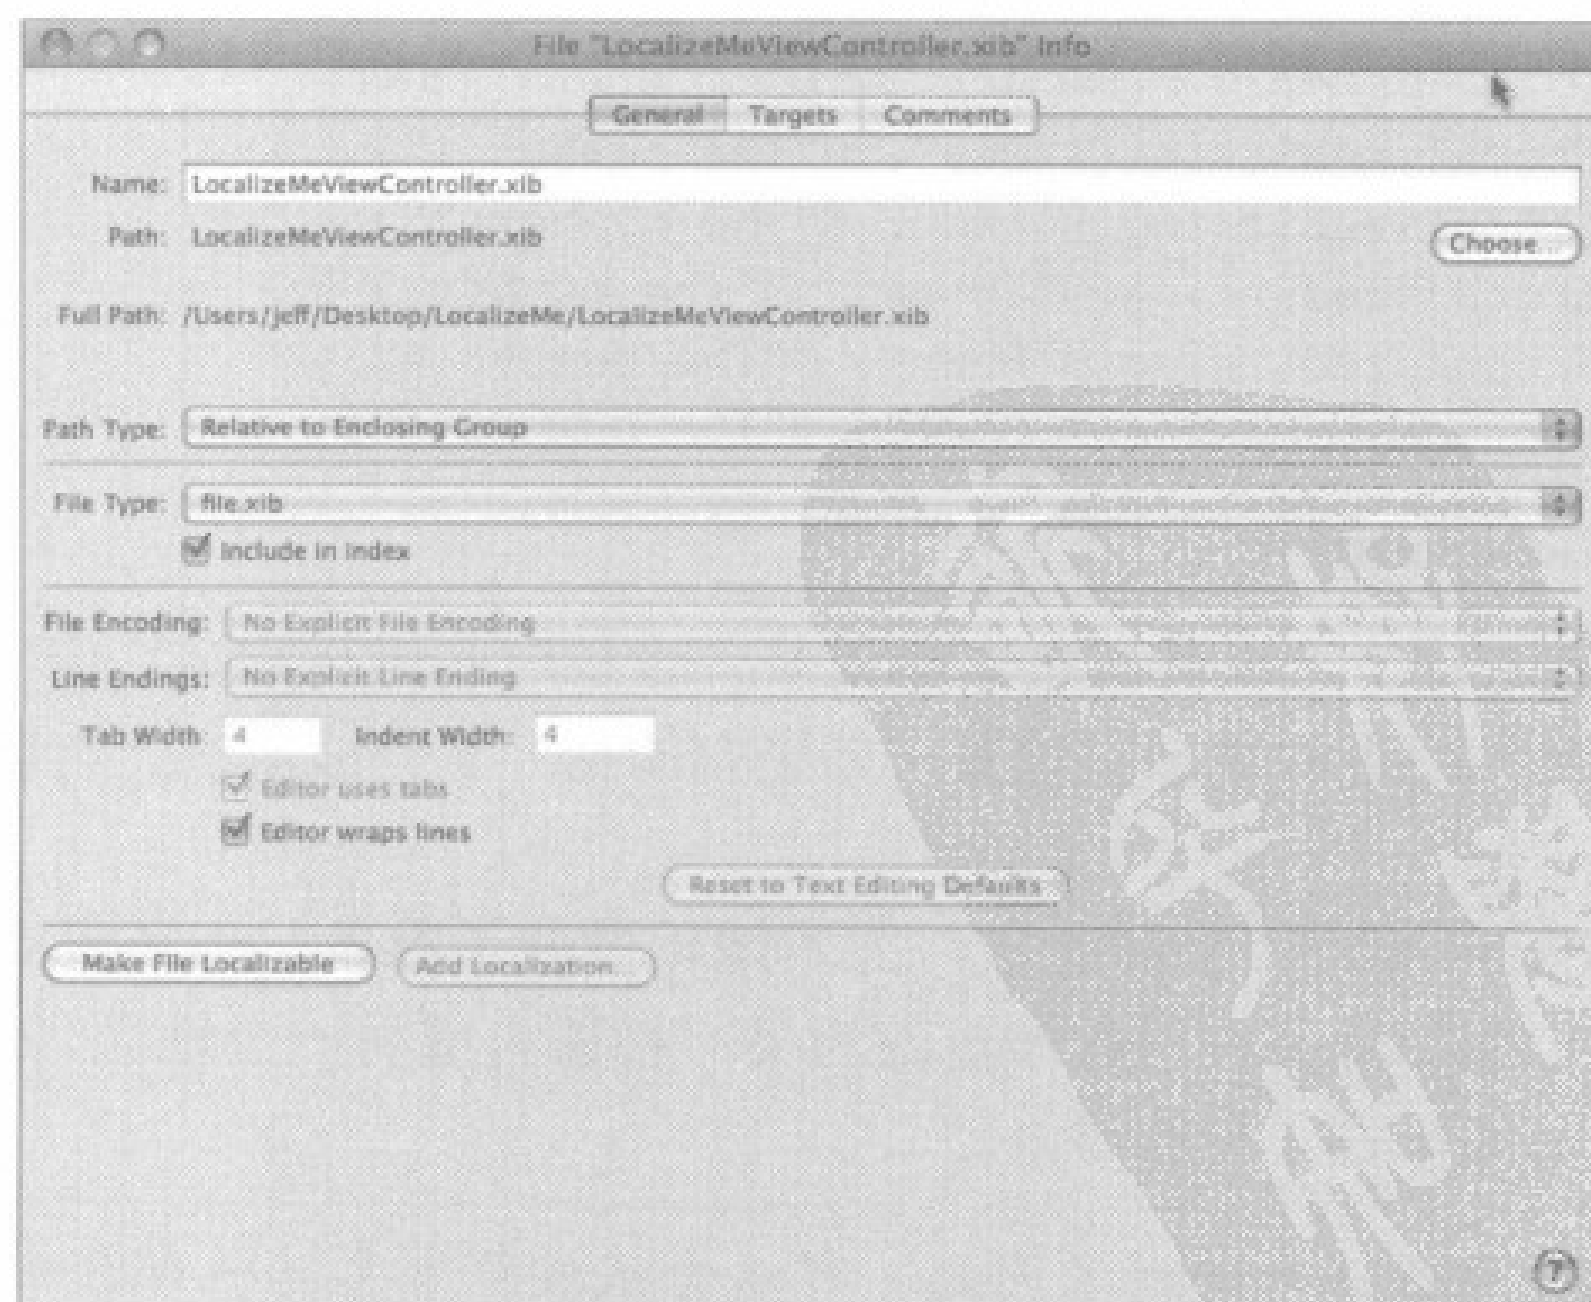 File "LocalizeMeViewController.xib" Info
General Targets Comments
Name: LocalizeMeViewController.xib
Path: LocalizeMeViewController.xib
Choose...
Full Path: /Users/jeff/Desktop/LocalizeMe/LocalizeMeViewController.xib
Path Type: Relative to Enclosing Group
File Type: file.xib
Include in Index
File Encoding: No Explicit File Encoding
Line Endings: No Explicit Line Ending
Tab Width: 4 Indent Width: 4
Editor uses tabs
Editor wraps lines
Reset to Text Editing Defaults
Make File Localizable Add Localization...
?